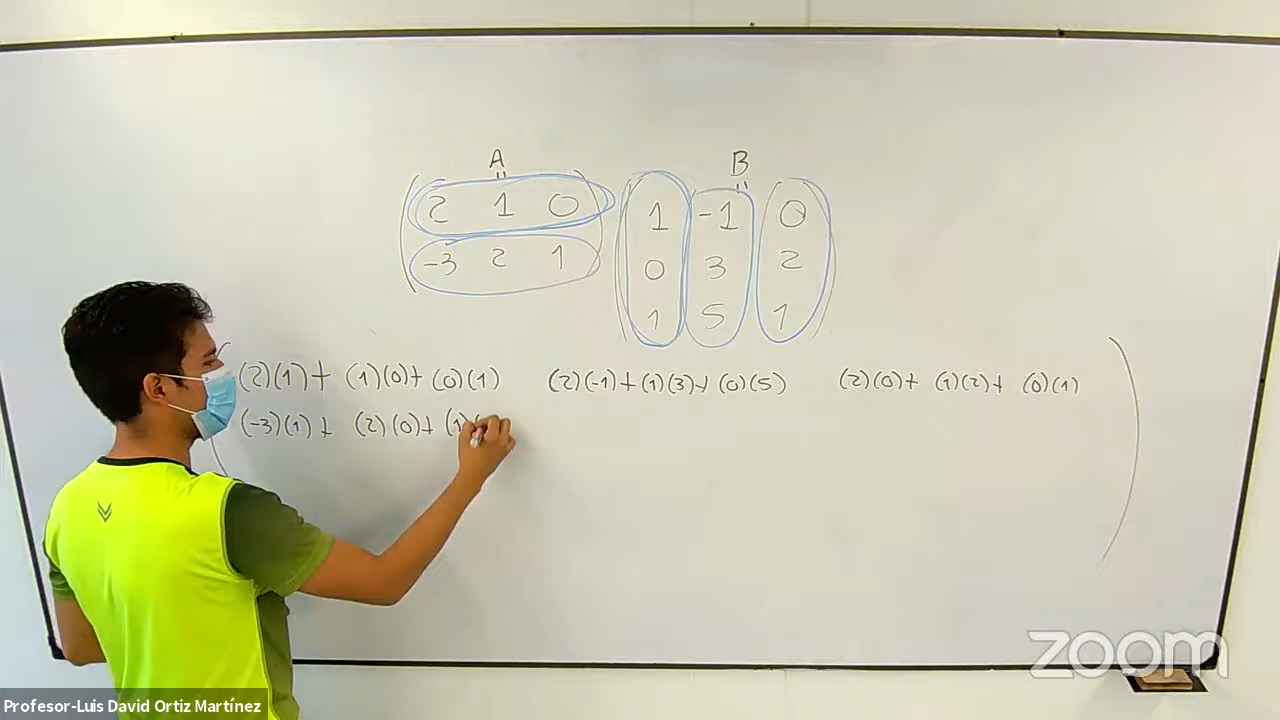 A B
2 1 0 1 -1 0
-3 2 1 0 3 2
1 5 1
(2)(1)+ (1)(0)+ (0)(1) (2)(-1)+(1)(3)+(0)(5) (2)(0)+ (1)(2)+ (0)(1)
(-3)(1)+ (2)(0)+ (1)(
zoom
Profesor-Luis David Ortiz Martínez